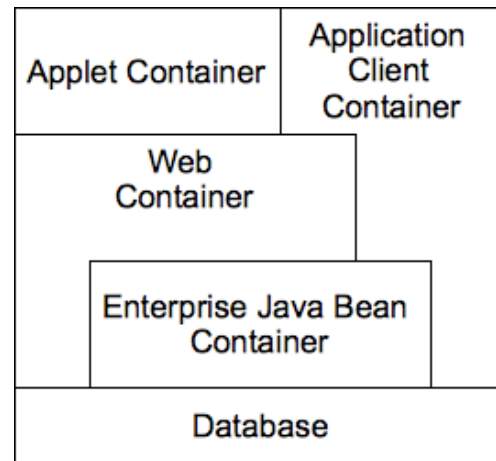 Applet Container
Application
Client
Container
Web
Container
Enterprise Java Bean
Container
Database